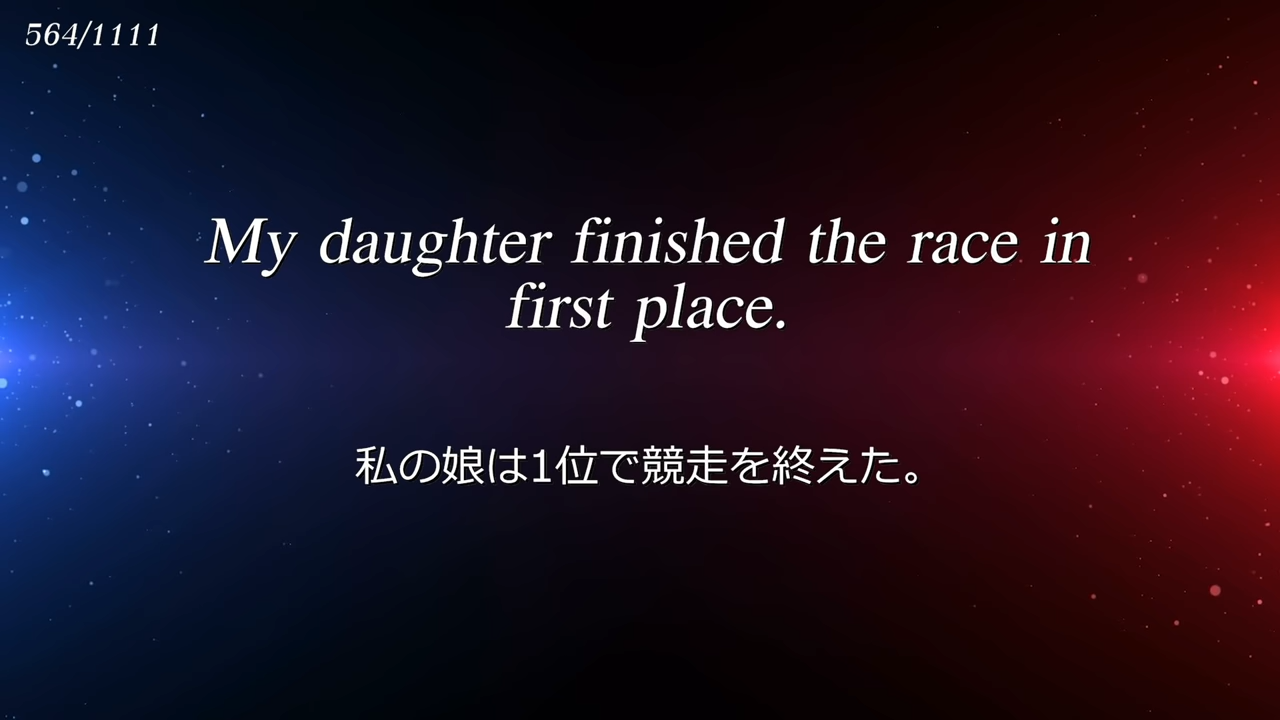 564/1111
My daughter finished the race in
first place.
私の娘は1位で競走を終えた。